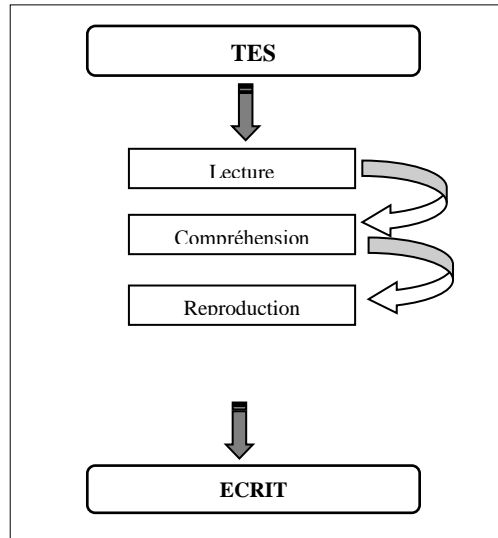 TES
Lecture
Compréhension
Reproduction
ECRIT